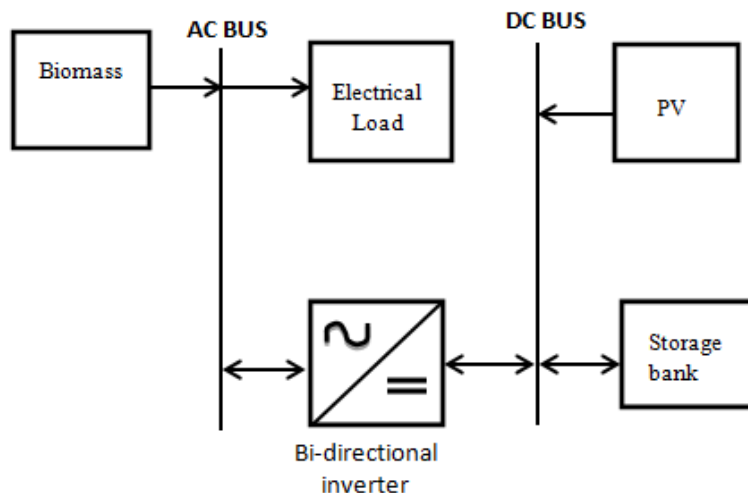 AC BUS
DC BUS
Biomass
Electrical
Load
PV
Storage
bank
Bi-directional
inverter